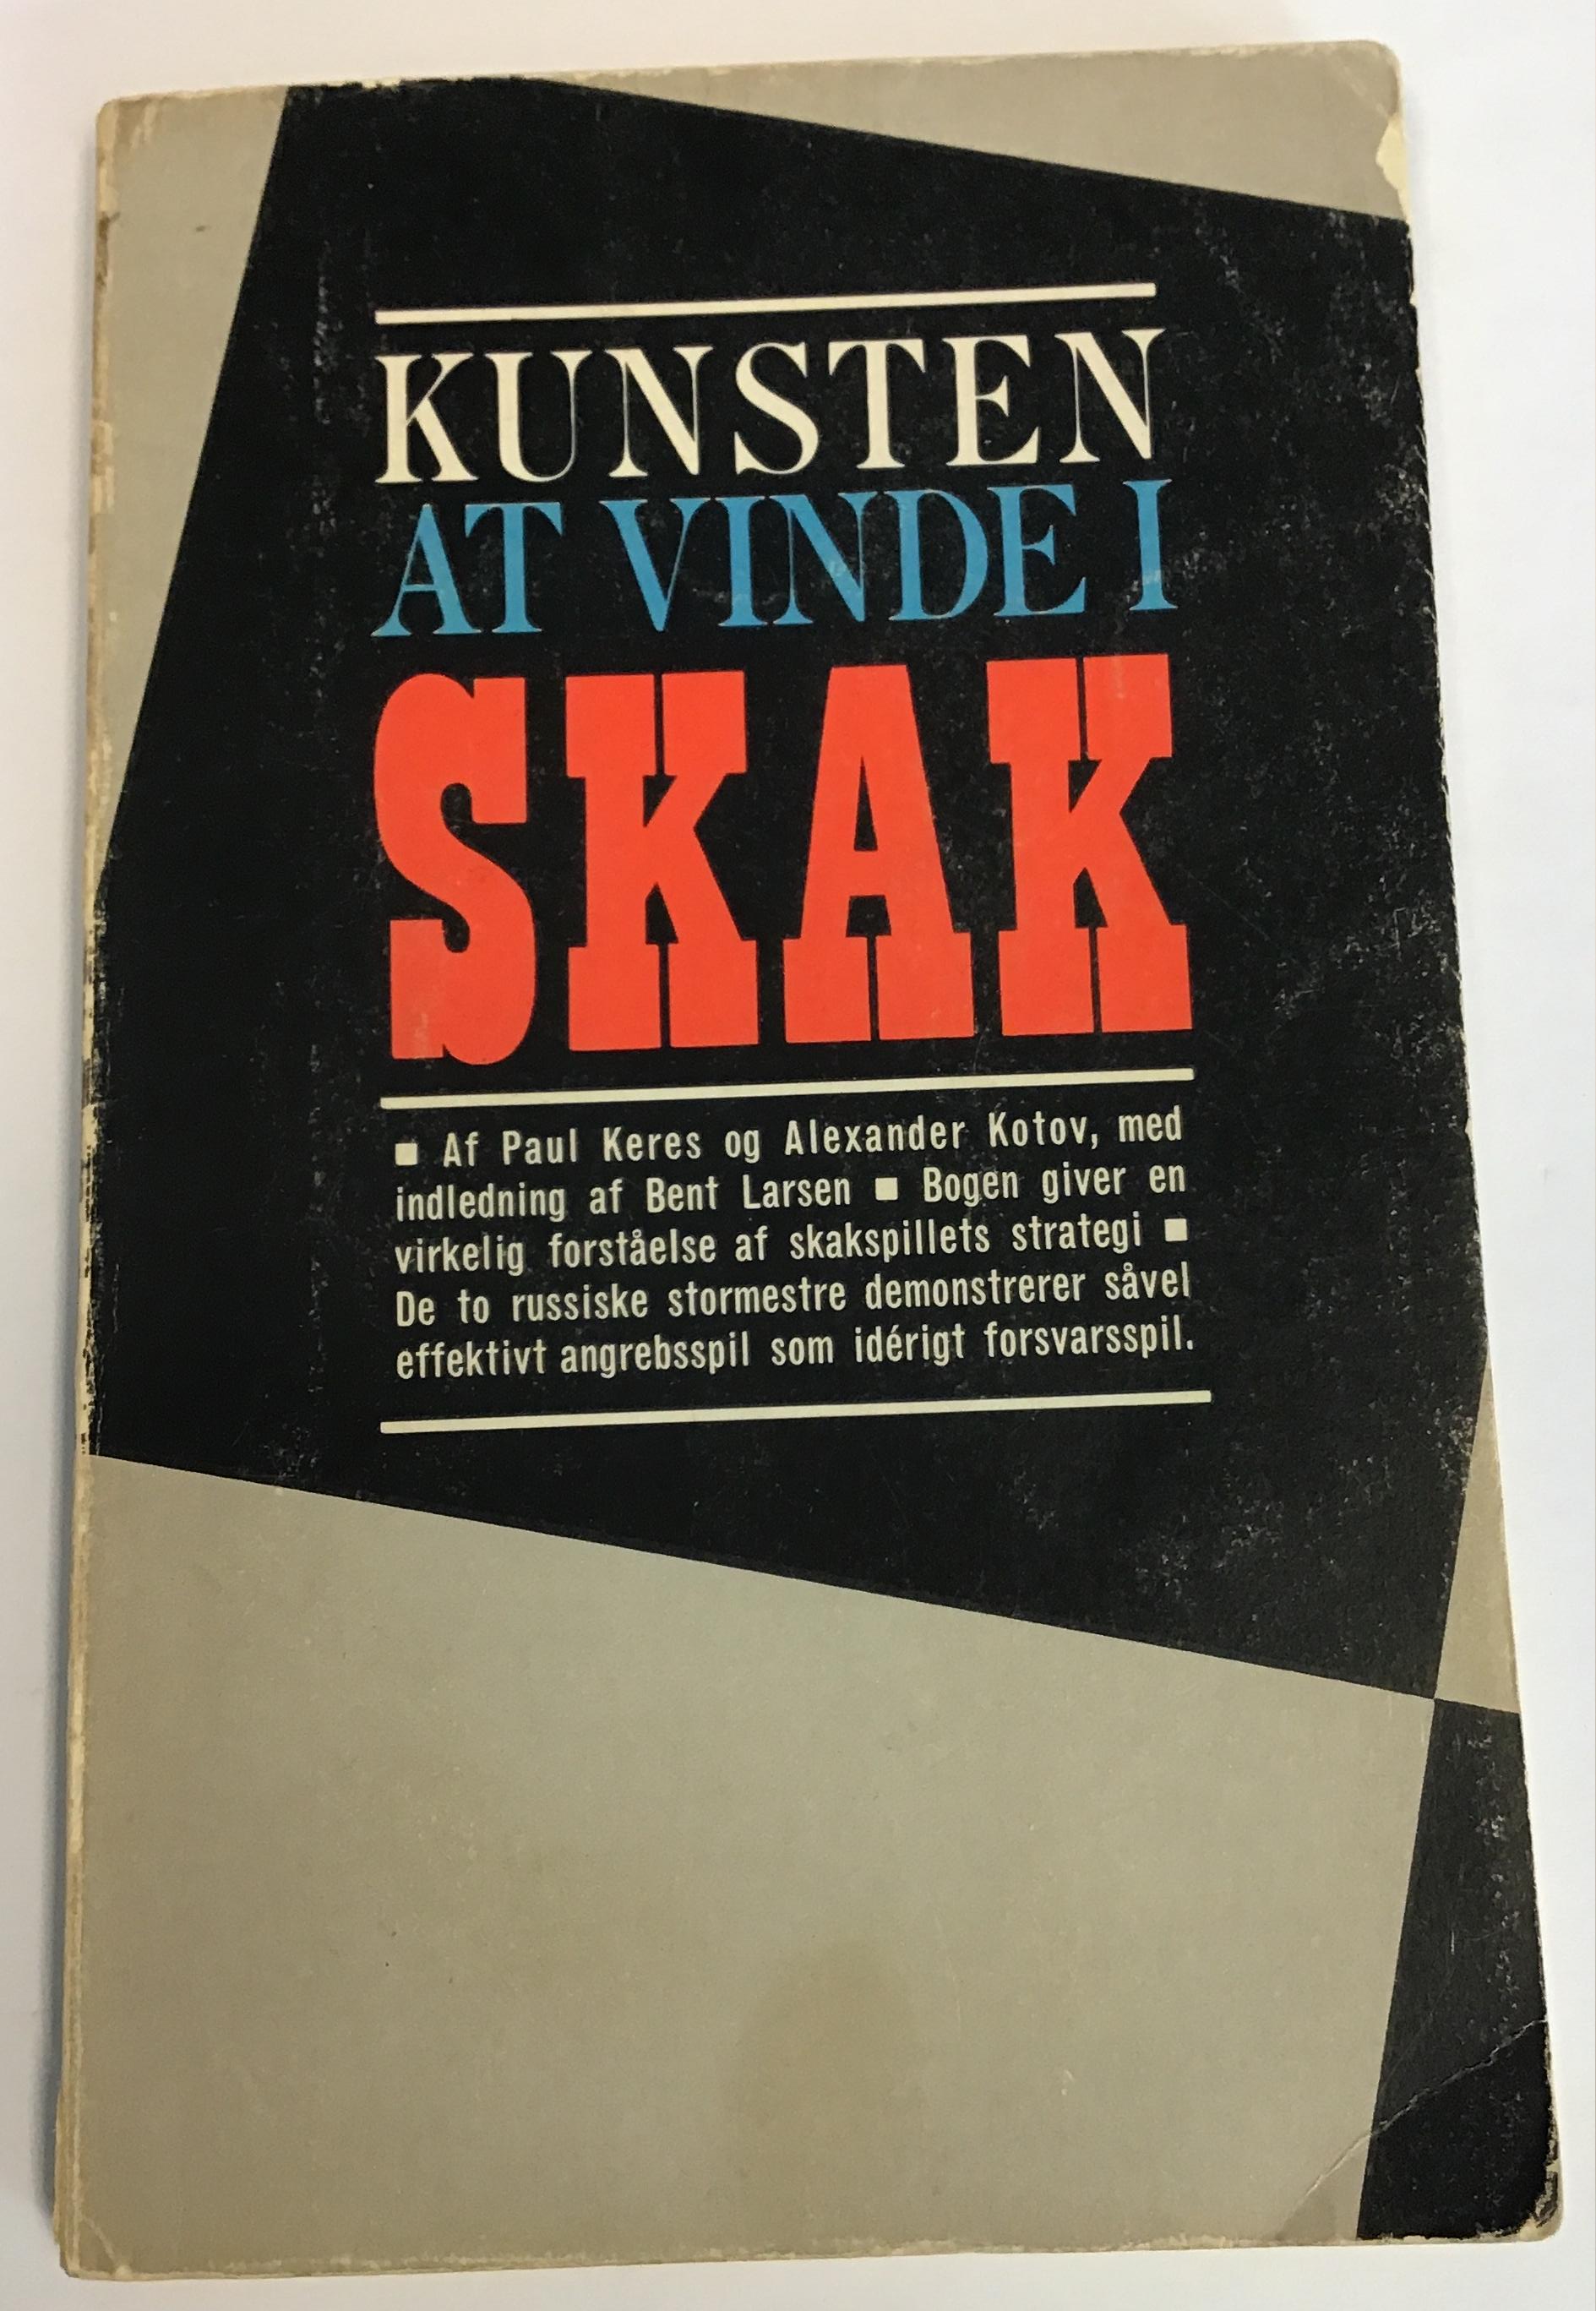 KUNSTEN
AT VINDE I
SKAK
■ Af Paul Keres og Alexander Kotov, med
indledning af Bent Larsen ■ Bogen giver en
virkelig forståelse af skakspillets strategi ■
De to russiske stormestre demonstrerer såvel
effektivt angrebsspil som idérigt forsvarsspil.